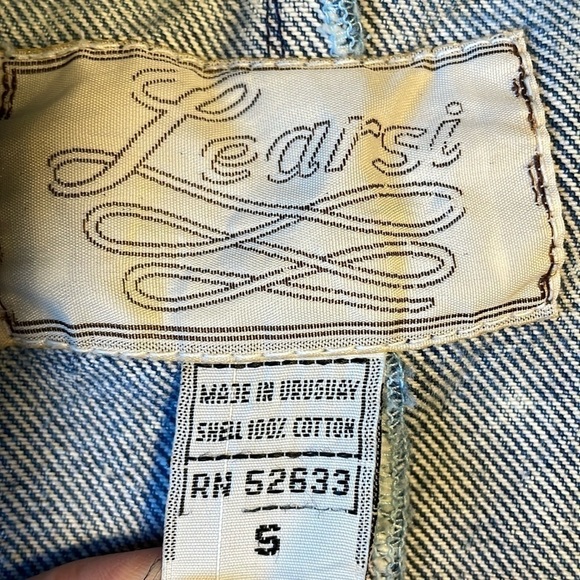 Learsi
MADE IN URUGUAY
SHELL 100% COTTON
RN 52633
S